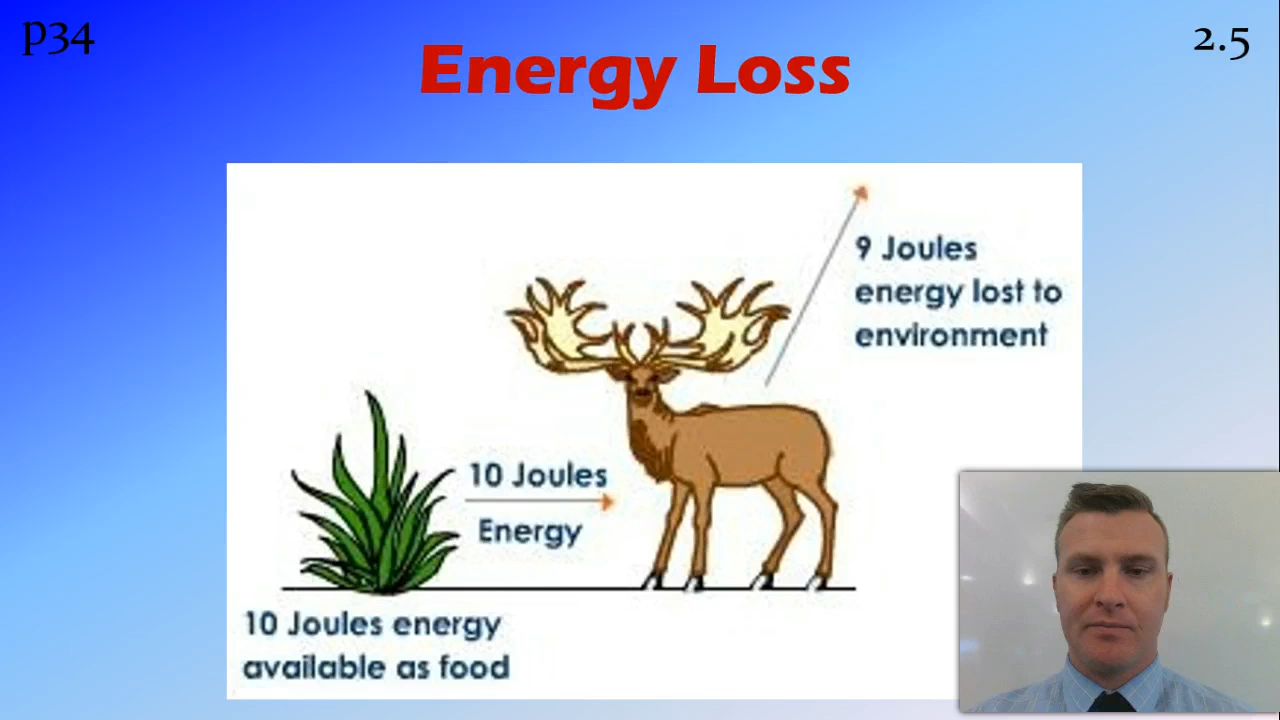 p34
2.5
Energy Loss
9 Joules
energy lost to
environment
10 Joules
Energy
10 Joules energy
available as food